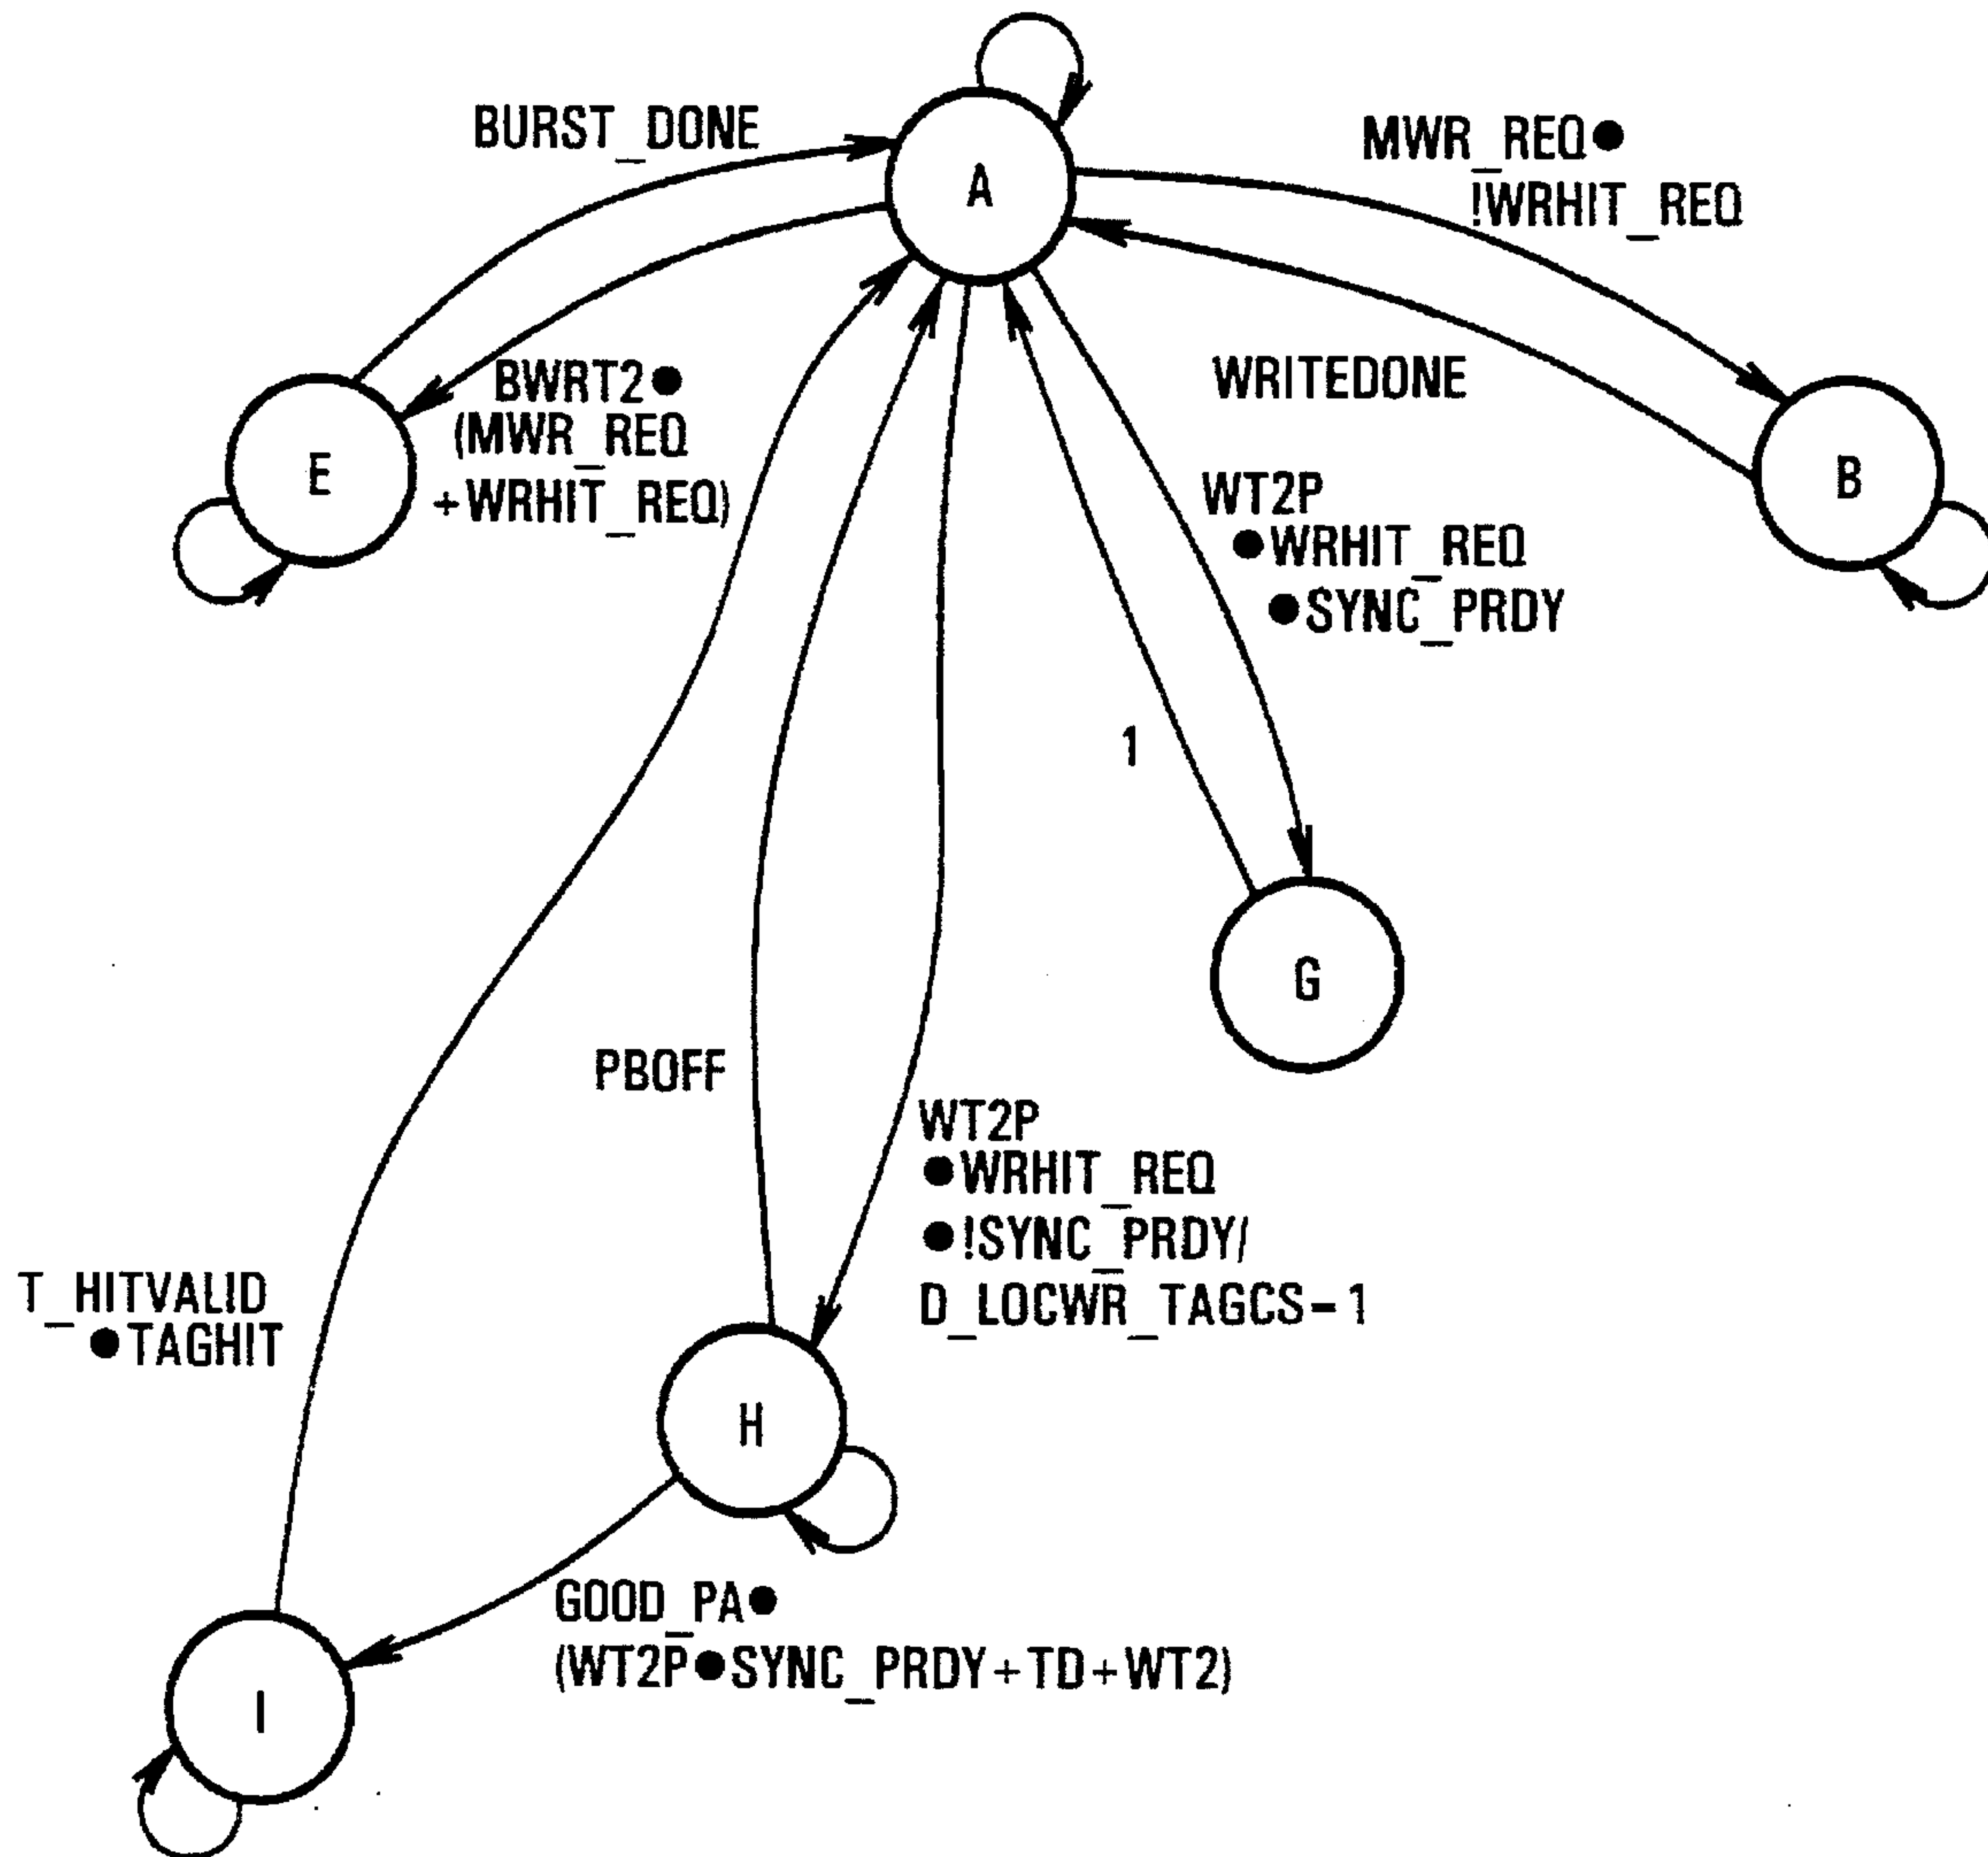 BURST_DONE
A
MWR_REQ●
!WRHIT_REQ
BWRT2●
(MWR_REQ
+WRHIT_REQ)
E
WRITEDONE
B
WT2P
●WRHIT_REQ
●SYNC_PRDY
1
G
PBOFF
WT2P
●WRHIT_REQ
●!SYNC_PRDY/
D_LOCWR_TAGCS=1
T_HITVALID
●TAGHIT
H
GOOD_PA●
(WT2P●SYNC_PRDY+TD+WT2)
I